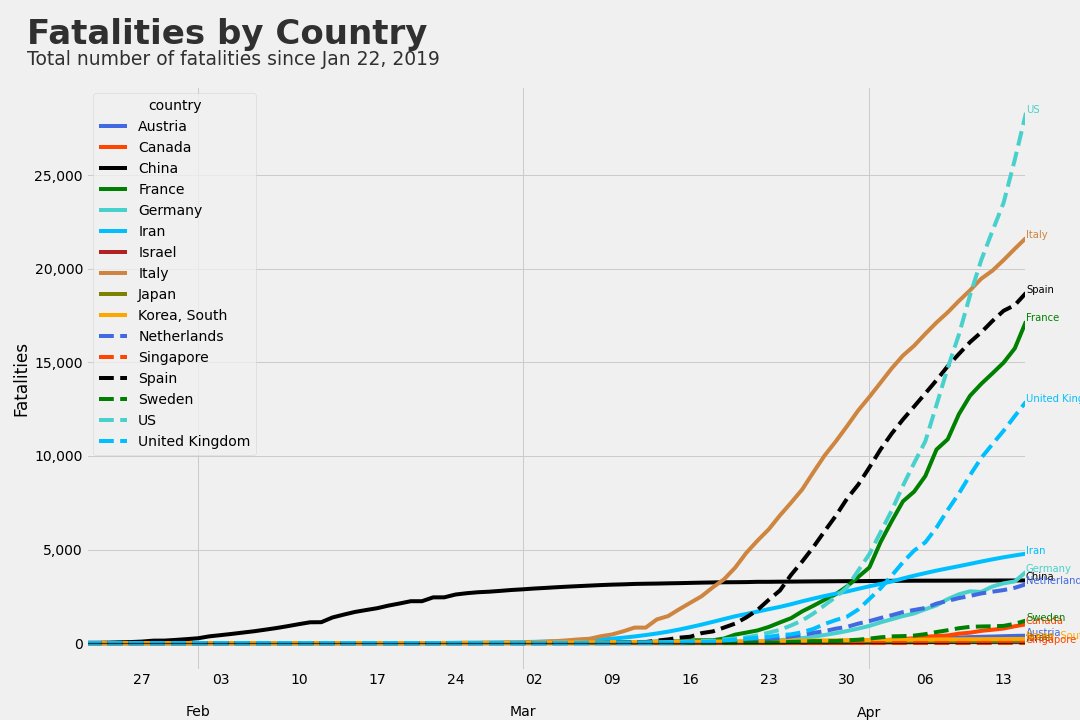 Fatalities by Country
Total number of fatalities since Jan 22, 2019
country
Austria
Canada
China
France
Germany
Iran
Israel
Italy
Japan
Korea, South
Netherlands
Singapore
Spain
Sweden
US
United Kingdom
Fatalities
25,000
20,000
15,000
10,000
5,000
0
US
Italy
Spain
France
United King
Iran
Germany
China
Netherland
Sweden
Canada
Austria
Singapore
27
03
10
17
24
02
09
16
23
30
06
13
Feb
Mar
Apr